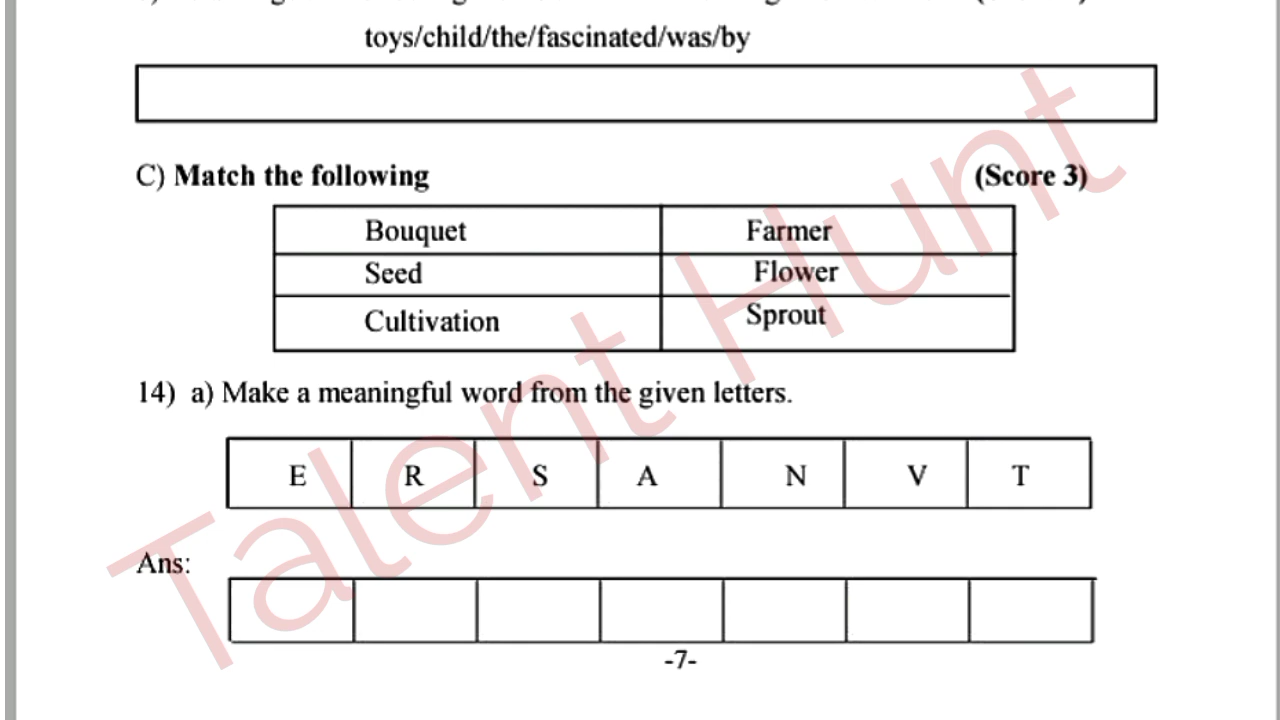 toys/child/the/fascinated/was/by
C) Match the following (Score 3)
Bouquet Farmer
Seed Flower
Cultivation Sprout
14) a) Make a meaningful word from the given letters.
E R S A N V T
Ans:
-7-
Talent Hunt